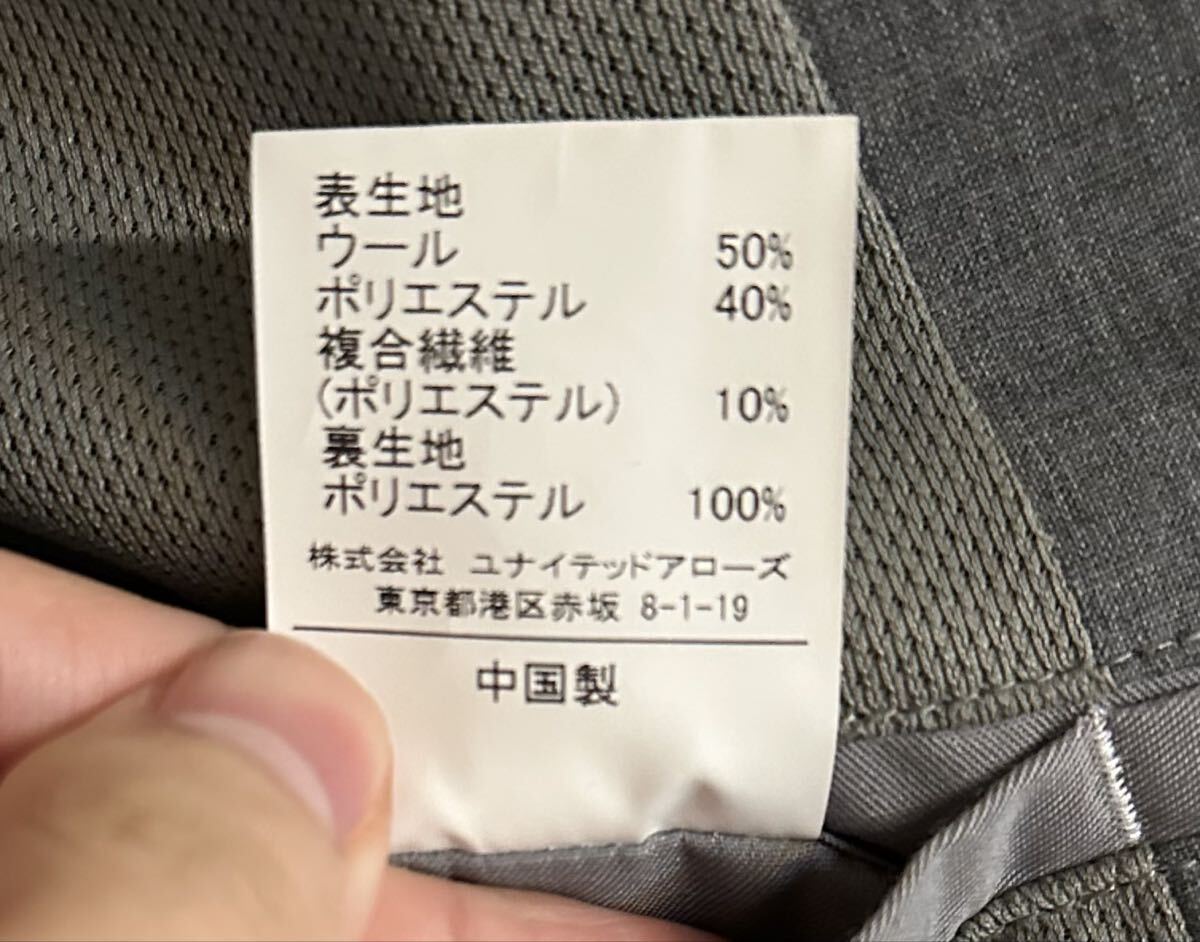 表生地
ウール 50%
ポリエステル 40%
複合繊維
(ポリエステル) 10%
裏生地
ポリエステル 100%
株式会社 ユナイテッドアローズ
東京都港区赤坂 8-1-19
中国製